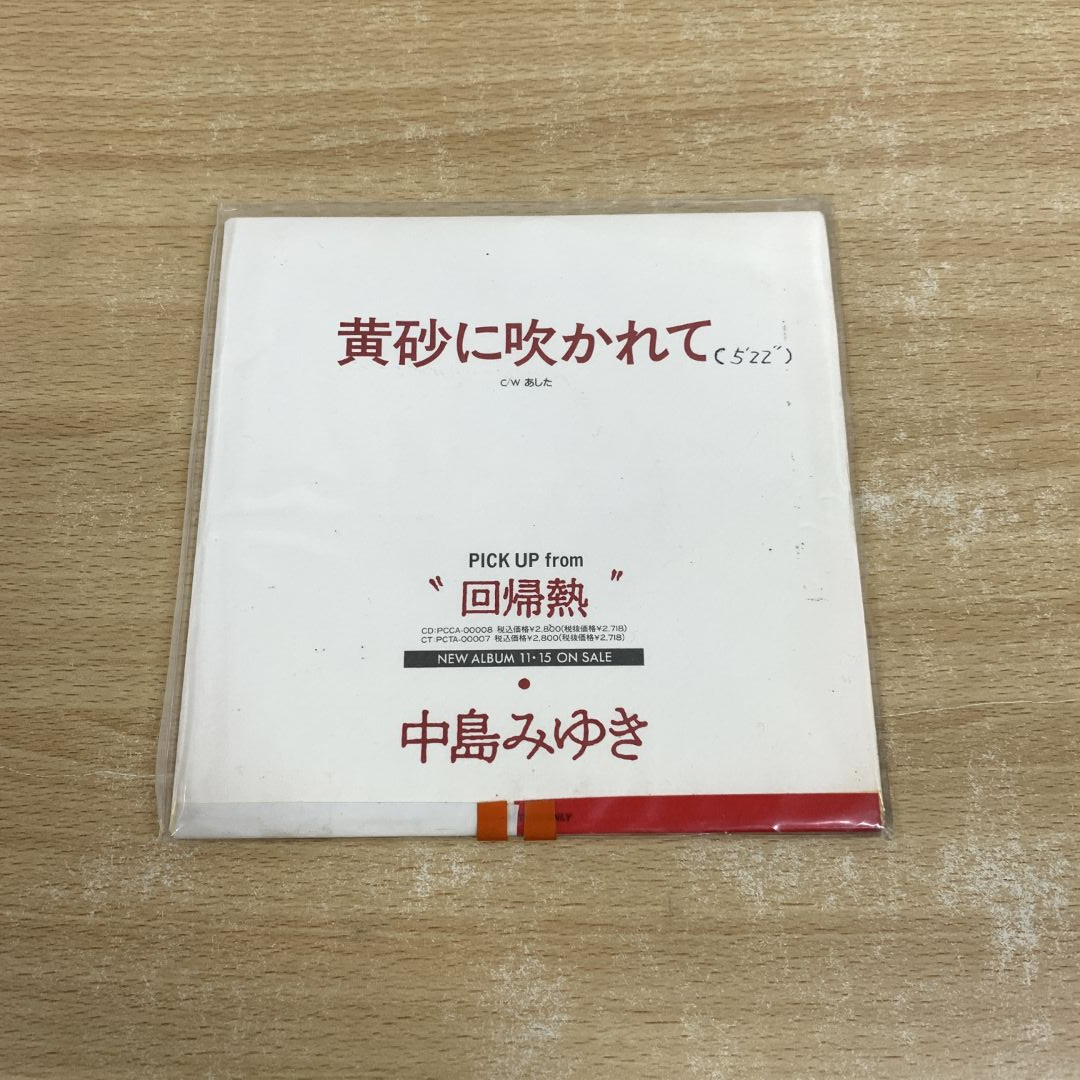 黄砂に吹かれて(5'22")
C/W あした
PICK UP from
〝回帰熱〞
CD:PCCA-00008 税込価格¥2,800(税抜価格¥2,718)
CT:PCTA-00007 税込価格¥2,800(税抜価格¥2,718)
NEW ALBUM 11・15 ON SALE
・
中島みゆき